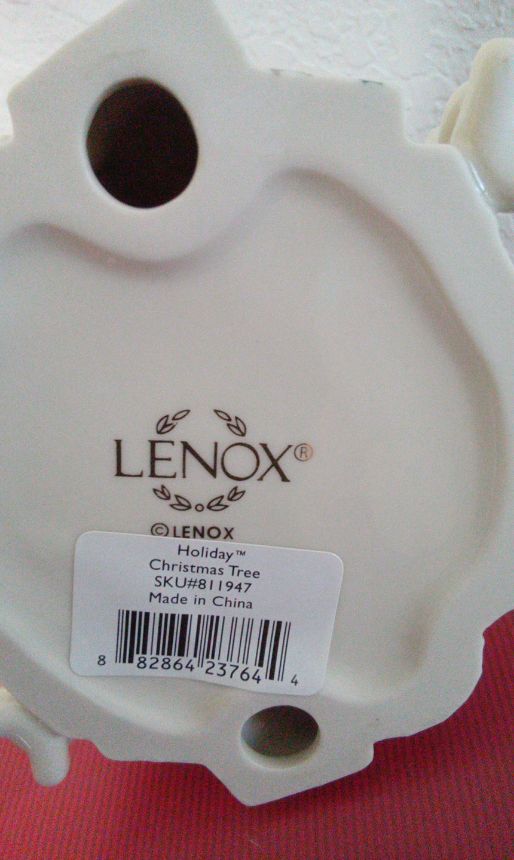 LENOX®
©LENOX
Holiday™
Christmas Tree
SKU#811947
Made in China
8 82864 23764 4